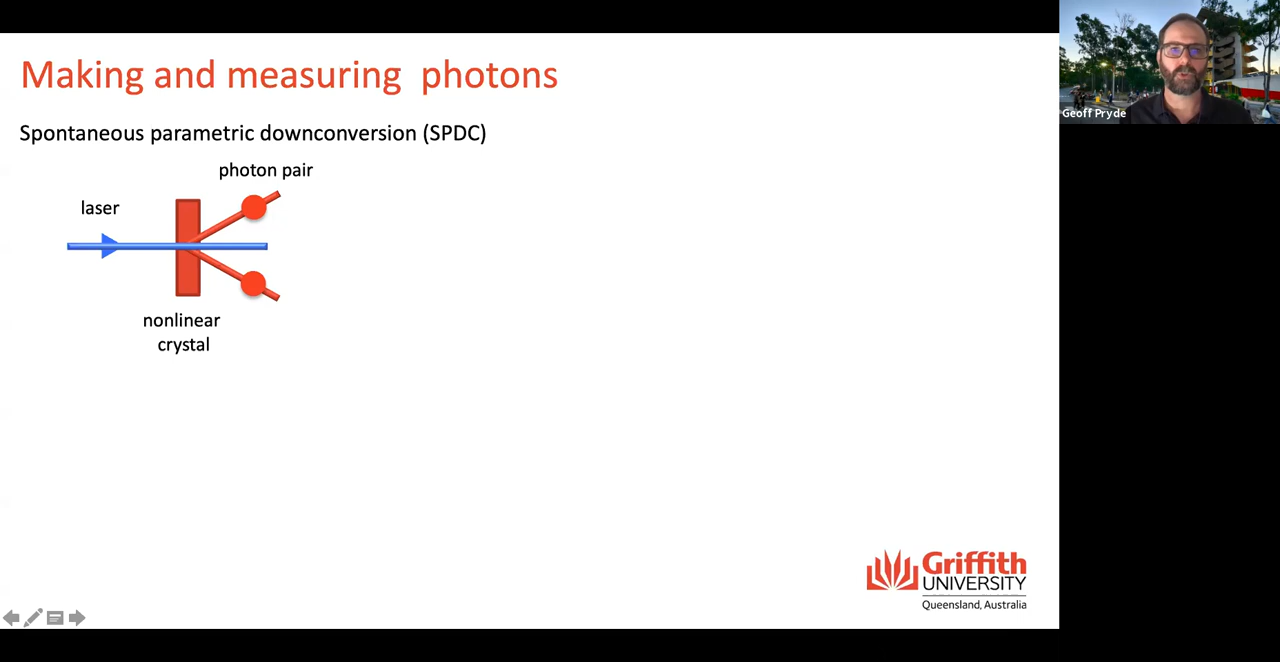 Making and measuring photons
Spontaneous parametric downconversion (SPDC)
photon pair
laser
nonlinear
crystal
Griffith
UNIVERSITY
Queensland, Australia
Geoff Pryde